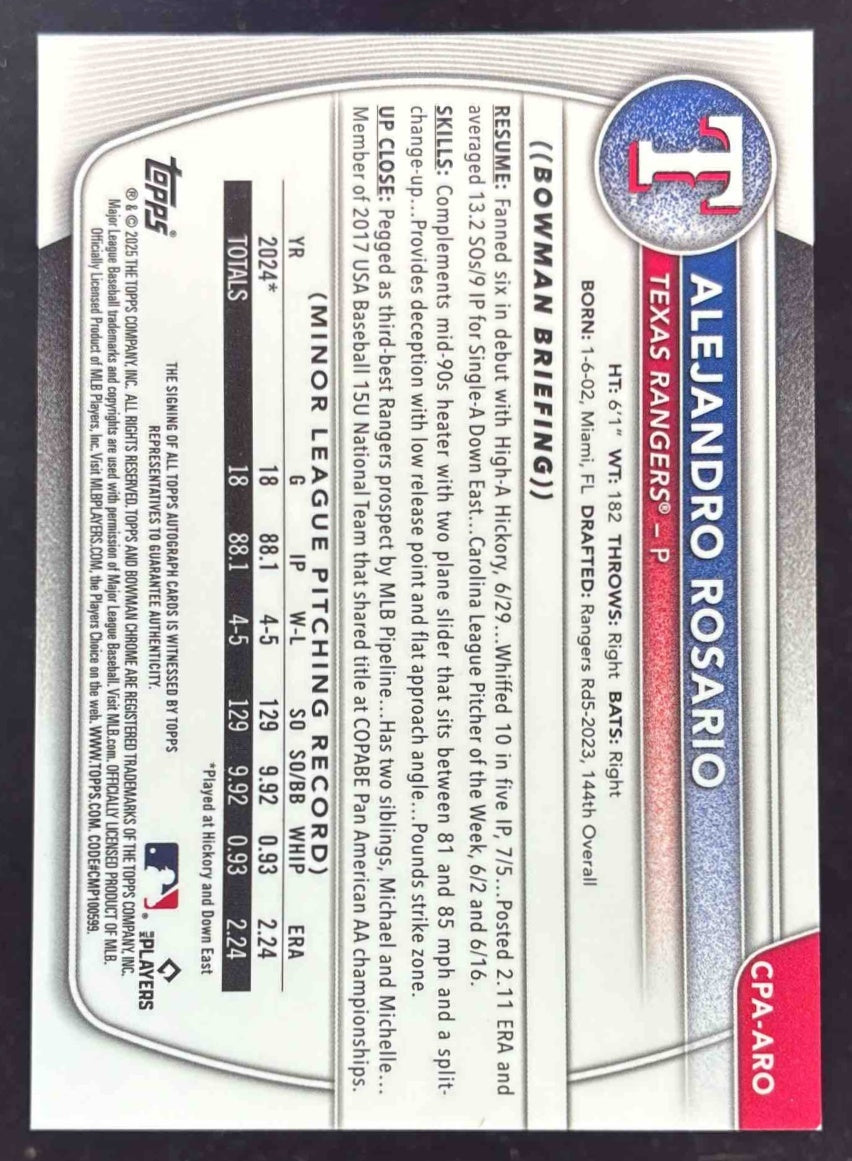 CPA-ARO
T
ALEJANDRO ROSARIO
TEXAS RANGERS® – P
HT: 6'1" WT: 182 THROWS: Right BATS: Right
BORN: 1-6-02, Miami, FL DRAFTED: Rangers Rd5-2023, 144th Overall
((BOWMAN BRIEFING))
RESUME: Fanned six in debut with High-A Hickory, 6/29...Whiffed 10 in five IP, 7/5...Posted 2.11 ERA and
averaged 13.2 SOs/9 IP for Single-A Down East...Carolina League Pitcher of the Week, 6/2 and 6/16.
SKILLS: Complements mid-90s heater with two plane slider that sits between 81 and 85 mph and a split-
change-up...Provides deception with low release point and flat approach angle...Pounds strike zone.
UP CLOSE: Pegged as third-best Rangers prospect by MLB Pipeline...Has two siblings, Michael and Michelle...
Member of 2017 USA Baseball 15U National Team that shared title at COPABE Pan American AA championships.
(MINOR LEAGUE PITCHING RECORD)
YR G IP W-L SO SO/BB WHIP ERA
2024* 18 88.1 4-5 129 9.92 0.93 2.24
TOTALS 18 88.1 4-5 129 9.92 0.93 2.24
*Played at Hickory and Down East
topps®
THE SIGNING OF ALL TOPPS AUTOGRAPH CARDS IS WITNESSED BY TOPPS
REPRESENTATIVES TO GUARANTEE AUTHENTICITY.
MLB PLAYERS
® & © 2025 THE TOPPS COMPANY, INC. ALL RIGHTS RESERVED. TOPPS AND BOWMAN CHROME ARE REGISTERED TRADEMARKS OF THE TOPPS COMPANY, INC.
Major League Baseball trademarks and copyrights are used with permission of Major League Baseball. Visit MLB.com. OFFICIALLY LICENSED PRODUCT OF MLB.
Officially Licensed Product of MLB Players, Inc. Visit MLBPLAYERS.COM, the Players Choice on the web. WWW.TOPPS.COM. CODE#CMP100599.